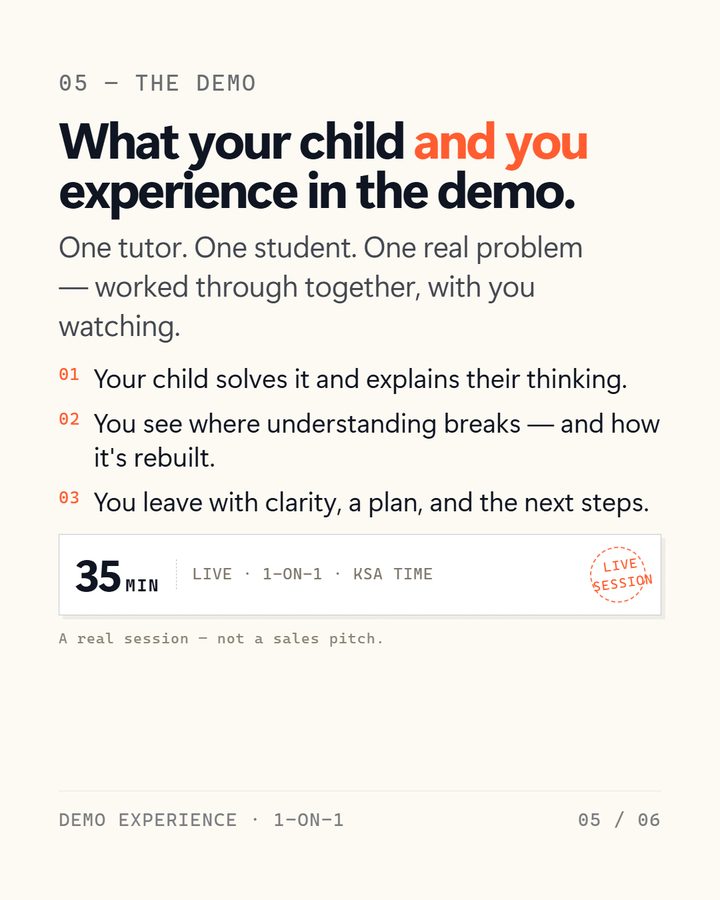 05 — THE DEMO
What your child and you
experience in the demo.
One tutor. One student. One real problem
— worked through together, with you
watching.
01 Your child solves it and explains their thinking.
02 You see where understanding breaks — and how
it's rebuilt.
03 You leave with clarity, a plan, and the next steps.
35 MIN LIVE · 1-ON-1 · KSA TIME
LIVE
SESSION
A real session — not a sales pitch.
DEMO EXPERIENCE · 1-ON-1 05 / 06